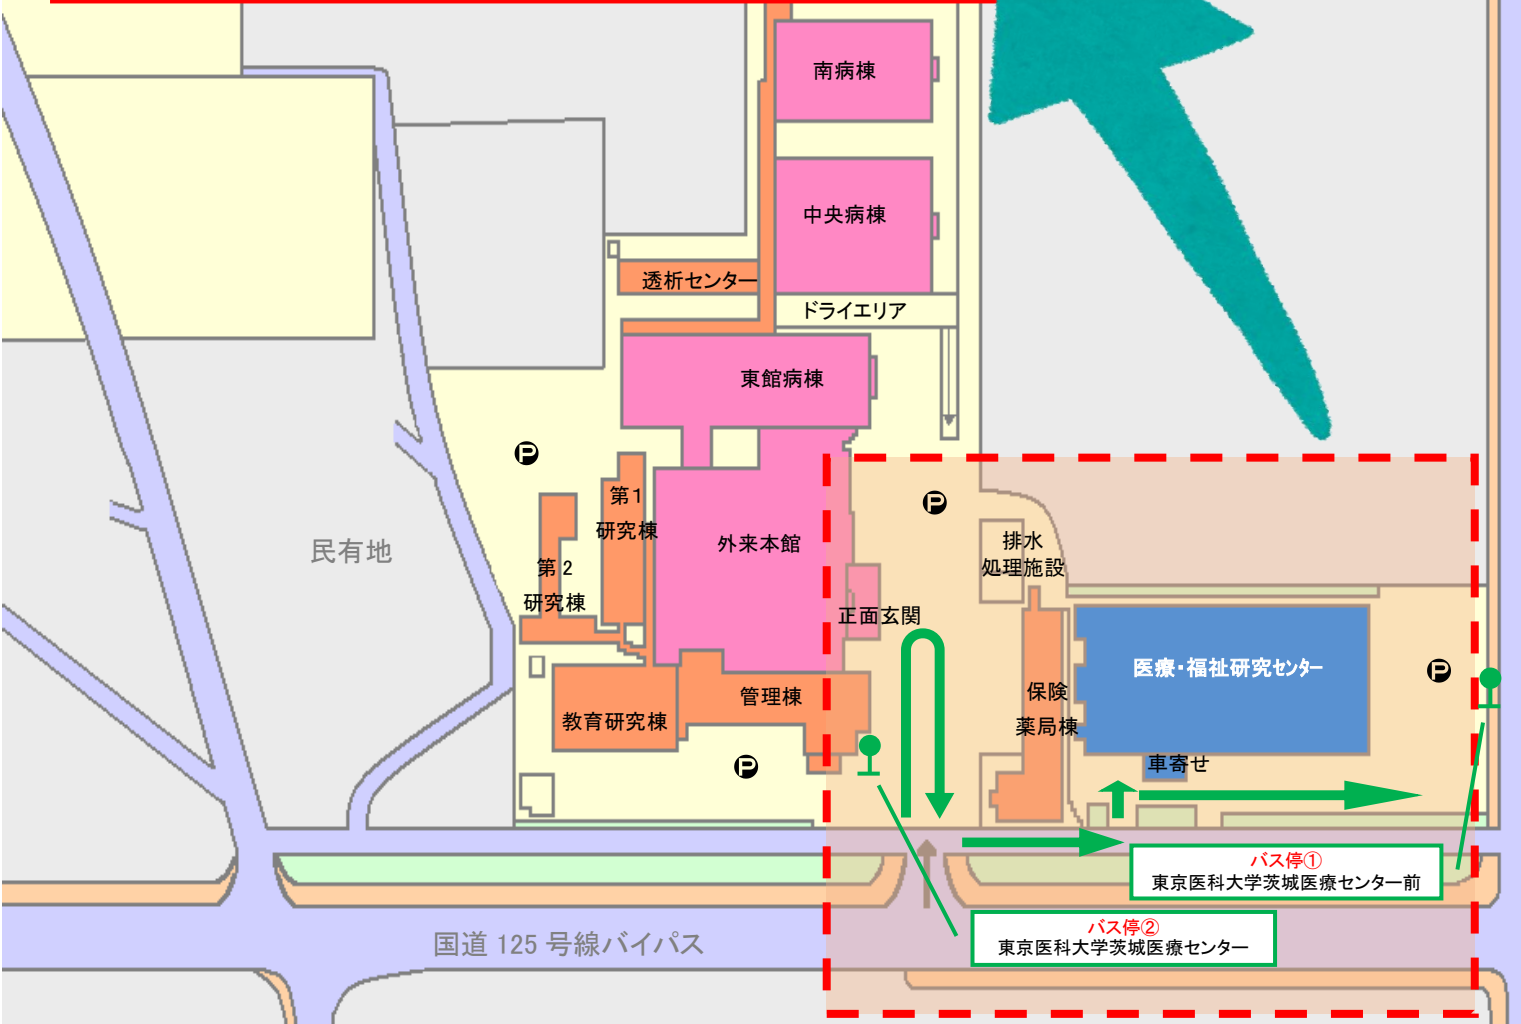 南病棟
中央病棟
透析センター
ドライエリア
東館病棟
P
第1
研究棟
P
外来本館
排水
処理施設
民有地
第2
研究棟
正面玄関
医療・福祉研究センター
P
保険
薬局棟
管理棟
教育研究棟
P
車寄せ
バス停①
東京医科大学茨城医療センター前
バス停②
東京医科大学茨城医療センター
国道 125 号線バイパス